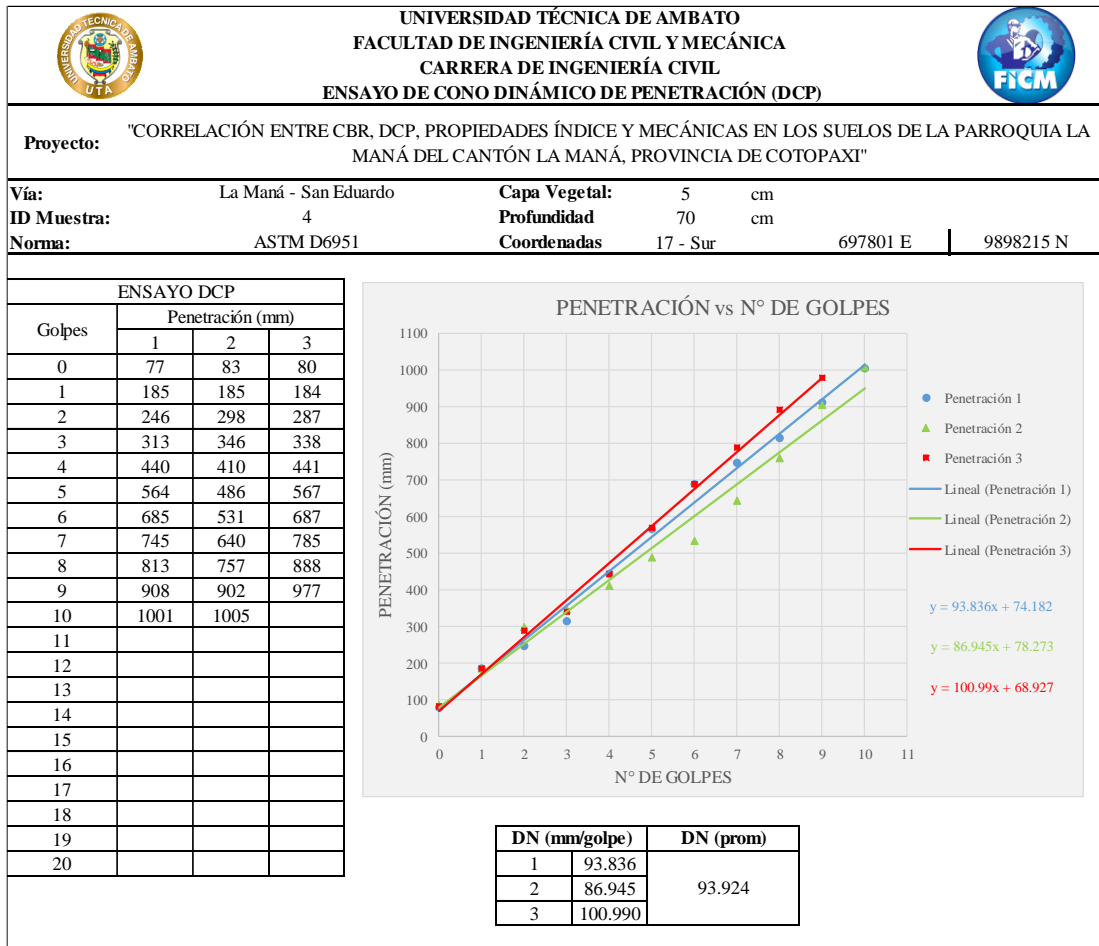 UNIVERSIDAD TÉCNICA DE AMBATO
FACULTAD DE INGENIERÍA CIVIL Y MECÁNICA
CARRERA DE INGENIERÍA CIVIL
ENSAYO DE CONO DINÁMICO DE PENETRACIÓN (DCP)
UNIVERSIDAD TECNICA DE AMBATO
UTA
FICM
Proyecto: "CORRELACIÓN ENTRE CBR, DCP, PROPIEDADES ÍNDICE Y MECÁNICAS EN LOS SUELOS DE LA PARROQUIA LA
MANÁ DEL CANTÓN LA MANÁ, PROVINCIA DE COTOPAXI"
Vía: La Maná - San Eduardo Capa Vegetal: 5 cm
ID Muestra: 4 Profundidad 70 cm
Norma: ASTM D6951 Coordenadas 17 - Sur 697801 E 9898215 N
ENSAYO DCP
Golpes Penetración (mm)
1 2 3
0 77 83 80
1 185 185 184
2 246 298 287
3 313 346 338
4 440 410 441
5 564 486 567
6 685 531 687
7 745 640 785
8 813 757 888
9 908 902 977
10 1001 1005
11
12
13
14
15
16
17
18
19
20
PENETRACIÓN vs N° DE GOLPES
PENETRACIÓN (mm)
1100
1000
900
800
700
600
500
400
300
200
100
0
0 1 2 3 4 5 6 7 8 9 10 11
N° DE GOLPES
Penetración 1
Penetración 2
Penetración 3
Lineal (Penetración 1)
Lineal (Penetración 2)
Lineal (Penetración 3)
y = 93.836x + 74.182
y = 86.945x + 78.273
y = 100.99x + 68.927
DN (mm/golpe) DN (prom)
1 93.836
2 86.945 93.924
3 100.990